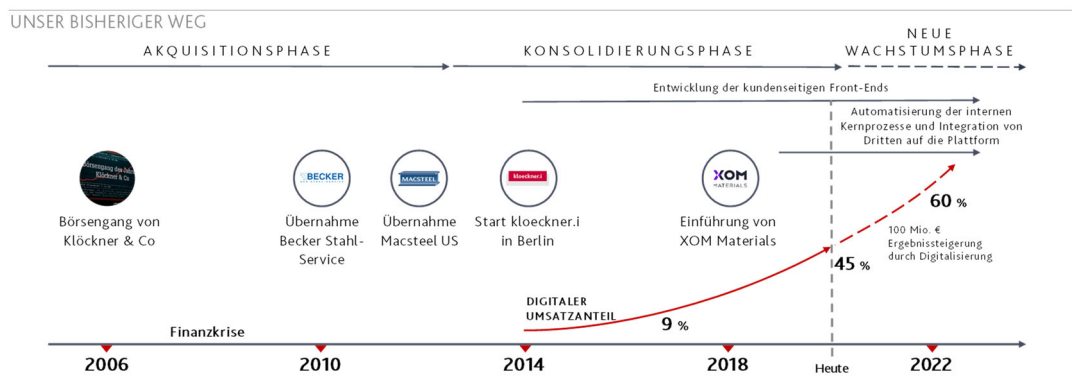 UNSER BISHERIGER WEG
AKQUISITIONSPHASE
KONSOLIDIERUNGSPHASE
NEUE
WACHSTUMSPHASE
Entwicklung der kundenseitigen Front-Ends
Automatisierung der internen
Kernprozesse und Integration von
Dritten auf die Plattform
Börsengang von
Klöckner & Co
BECKER
Übernahme
Becker Stahl-
Service
MACSTEEL
Übernahme
Macsteel US
kloeckner.i
Start kloeckner.i
in Berlin
XOM
MATERIALS
Einführung von
XOM Materials
60 %
100 Mio. €
Ergebnissteigerung
durch Digitalisierung
45 %
DIGITALER
UMSATZANTEIL
9 %
Finanzkrise
2006
2010
2014
2018
Heute
2022